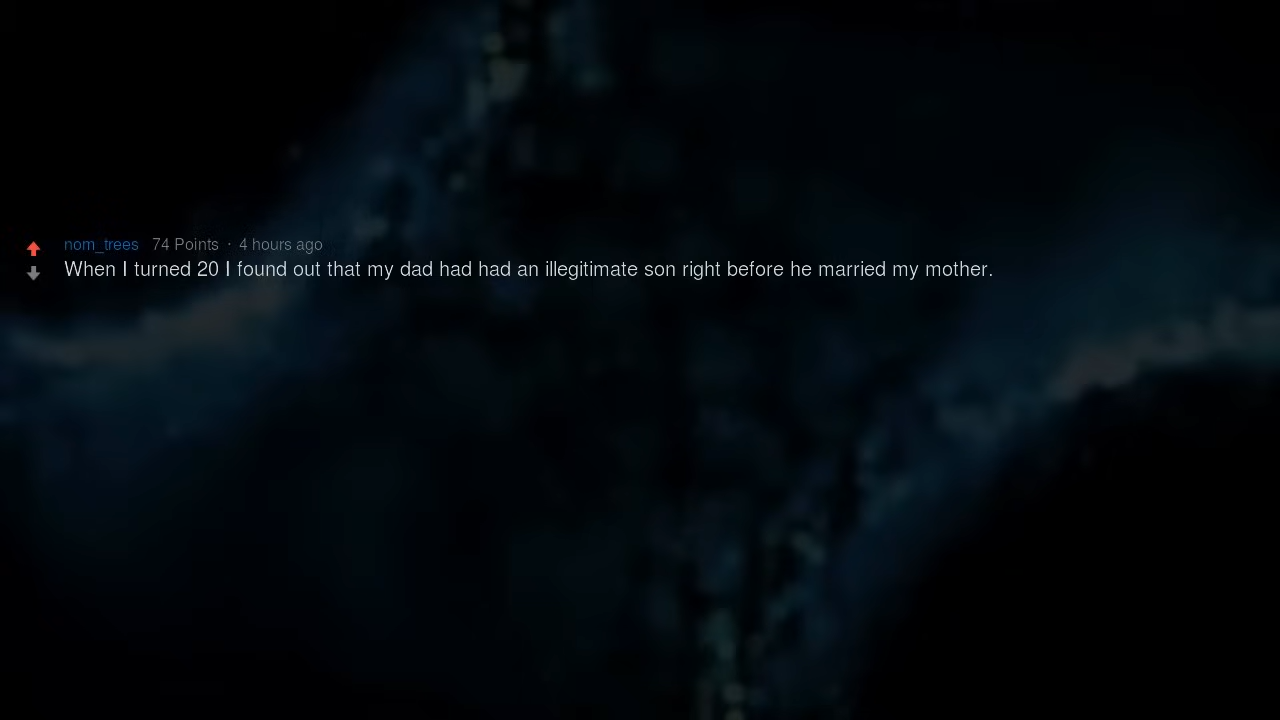 nom_trees 74 Points · 4 hours ago
When I turned 20 I found out that my dad had had an illegitimate son right before he married my mother.